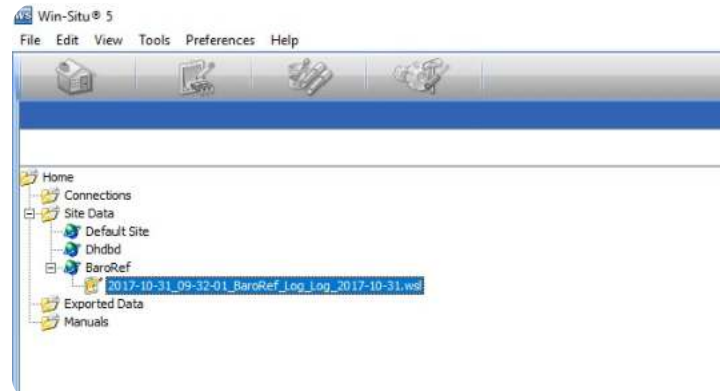 WS Win-Situ® 5
File Edit View Tools Preferences Help
Home
Connections
Site Data
Default Site
Dhdbd
BaroRef
2017-10-31_09-32-01_BaroRef_Log_Log_2017-10-31.wsl
Exported Data
Manuals